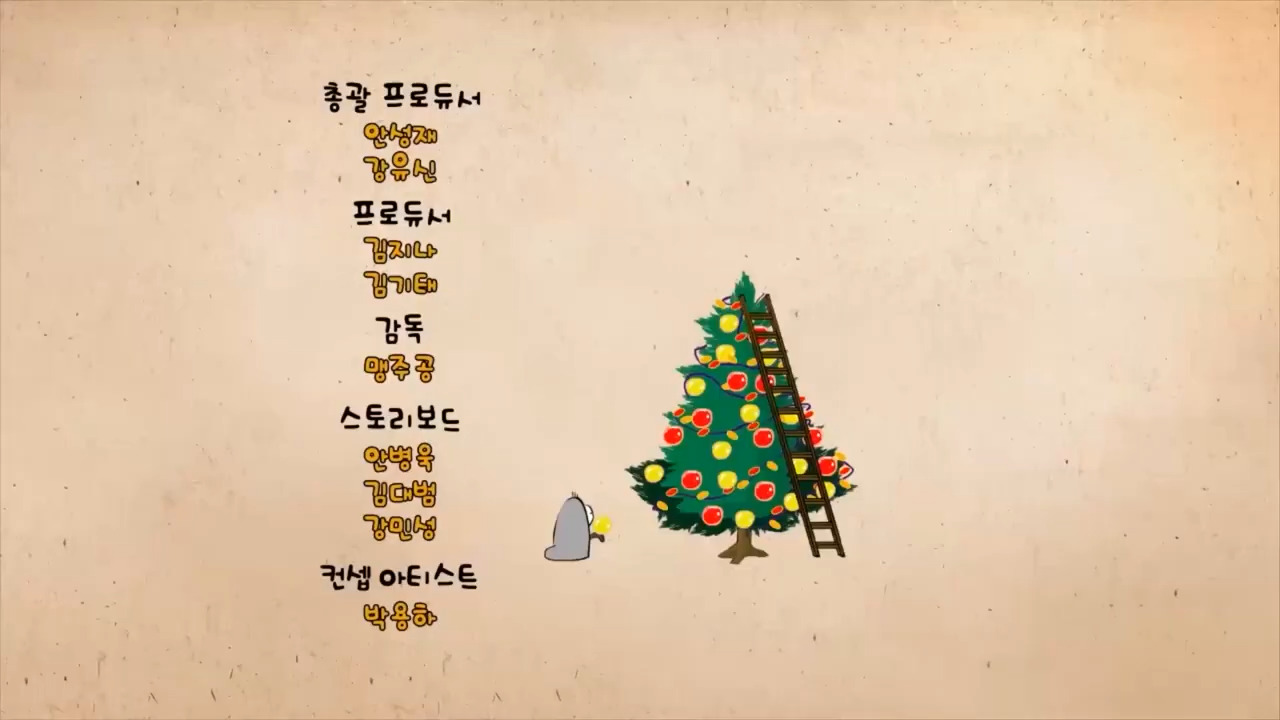 총괄 프로듀서
안성재
강유신
프로듀서
김지나
김기태
감독
맹주공
스토리보드
안병욱
김대범
강민성
컨셉 아티스트
박용하